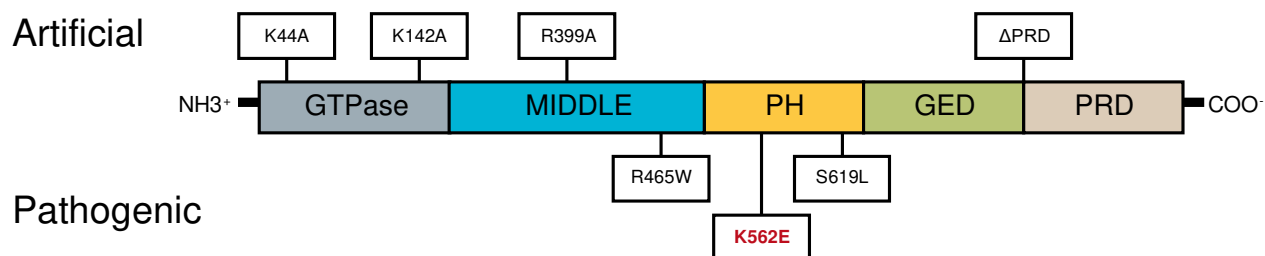 Artificial
K44A
K142A
R399A
ΔPRD
NH3⁺
GTPase
MIDDLE
PH
GED
PRD
COO⁻
R465W
S619L
Pathogenic
K562E